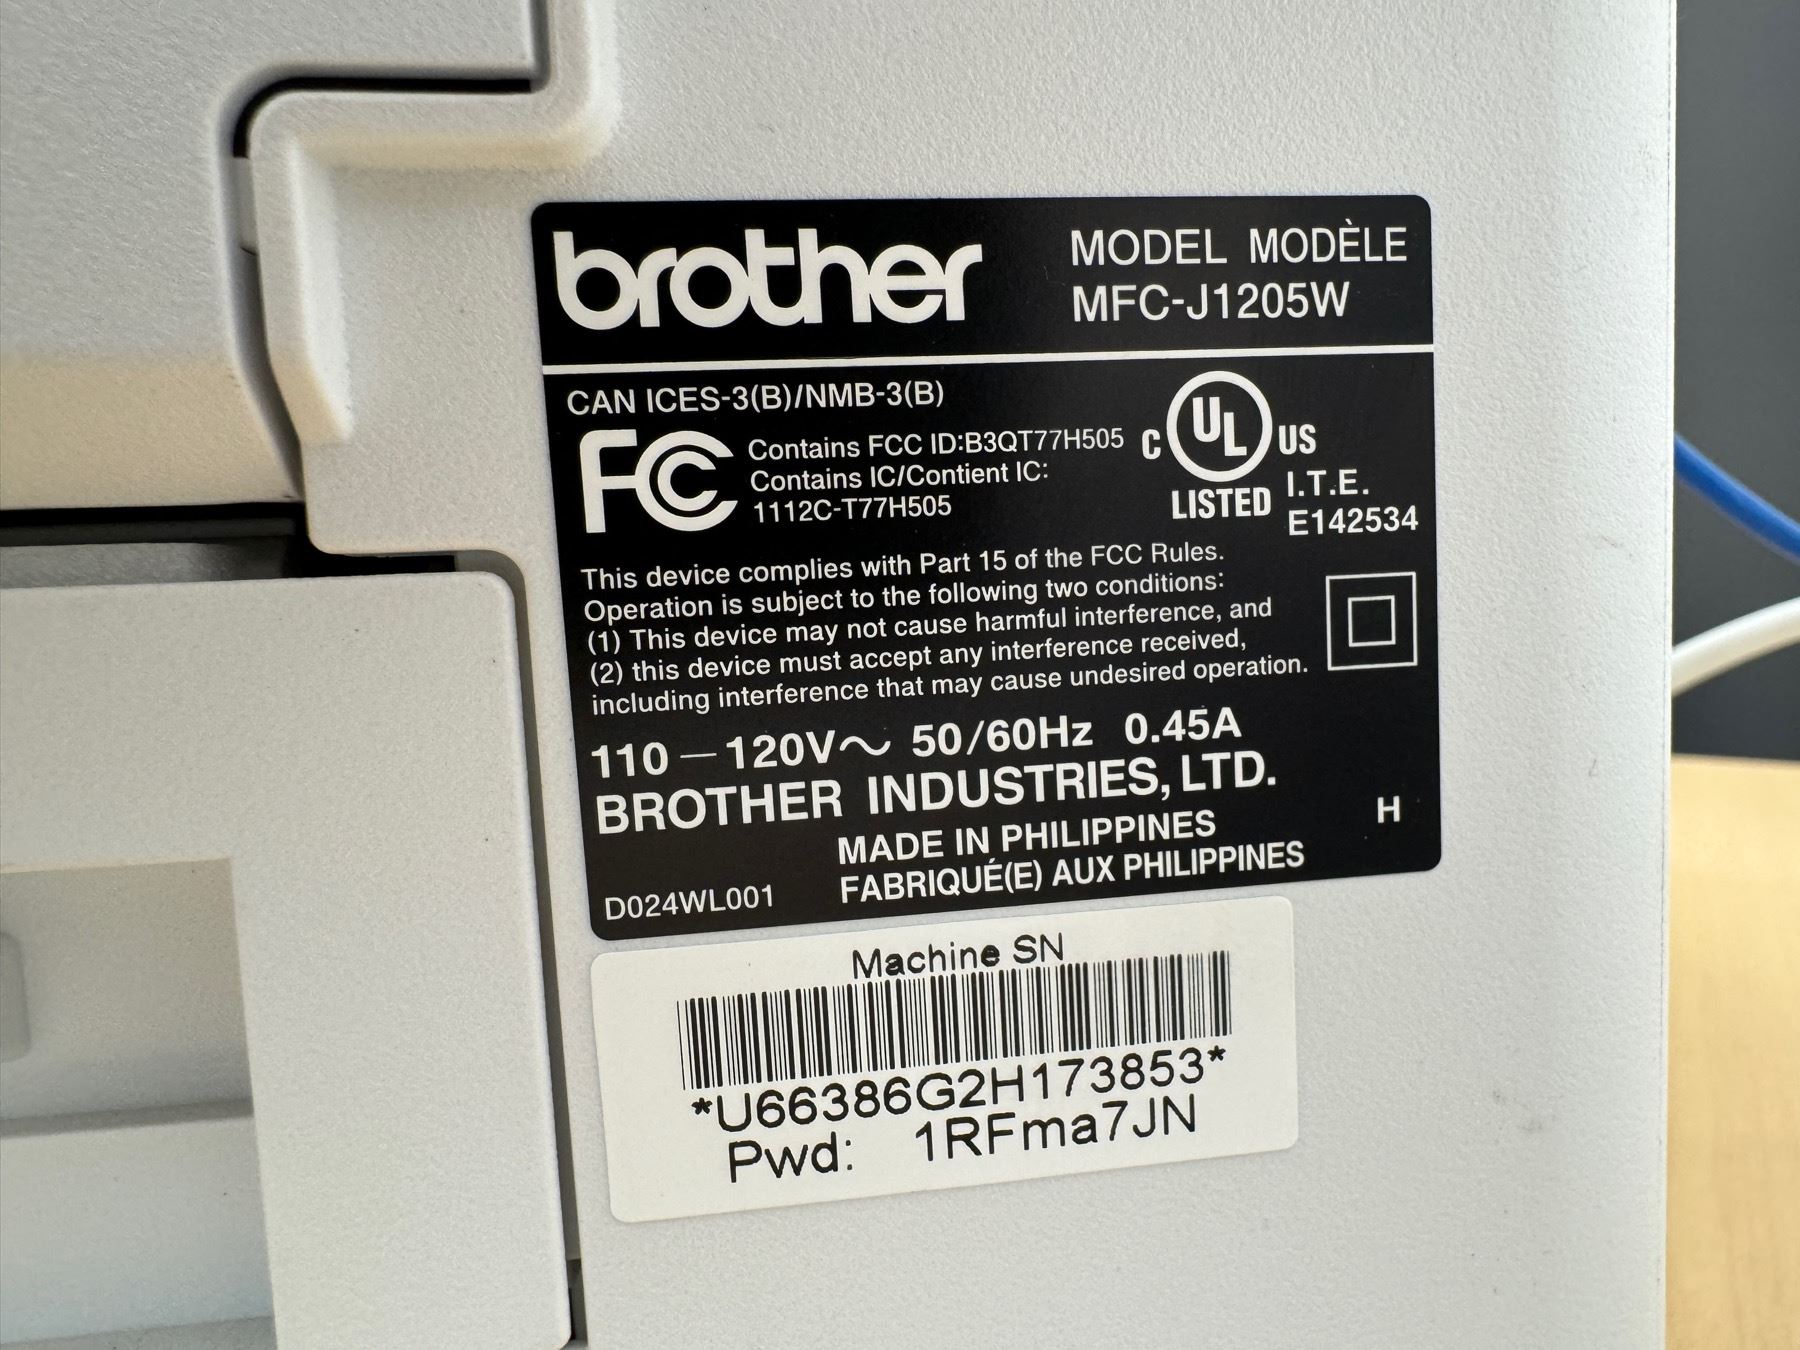 brother
MODEL MODÈLE
MFC-J1205W
CAN ICES-3(B)/NMB-3(B)
FC
Contains FCC ID:B3QT77H505
Contains IC/Contient IC:
1112C-T77H505
C UL US
LISTED
I.T.E.
E142534
This device complies with Part 15 of the FCC Rules.
Operation is subject to the following two conditions:
(1) This device may not cause harmful interference, and
(2) this device must accept any interference received,
including interference that may cause undesired operation.
110 – 120V～ 50/60Hz 0.45A
BROTHER INDUSTRIES, LTD.
MADE IN PHILIPPINES
H
D024WL001
FABRIQUÉ(E) AUX PHILIPPINES
Machine SN
*U66386G2H173853*
Pwd: 1RFma7JN